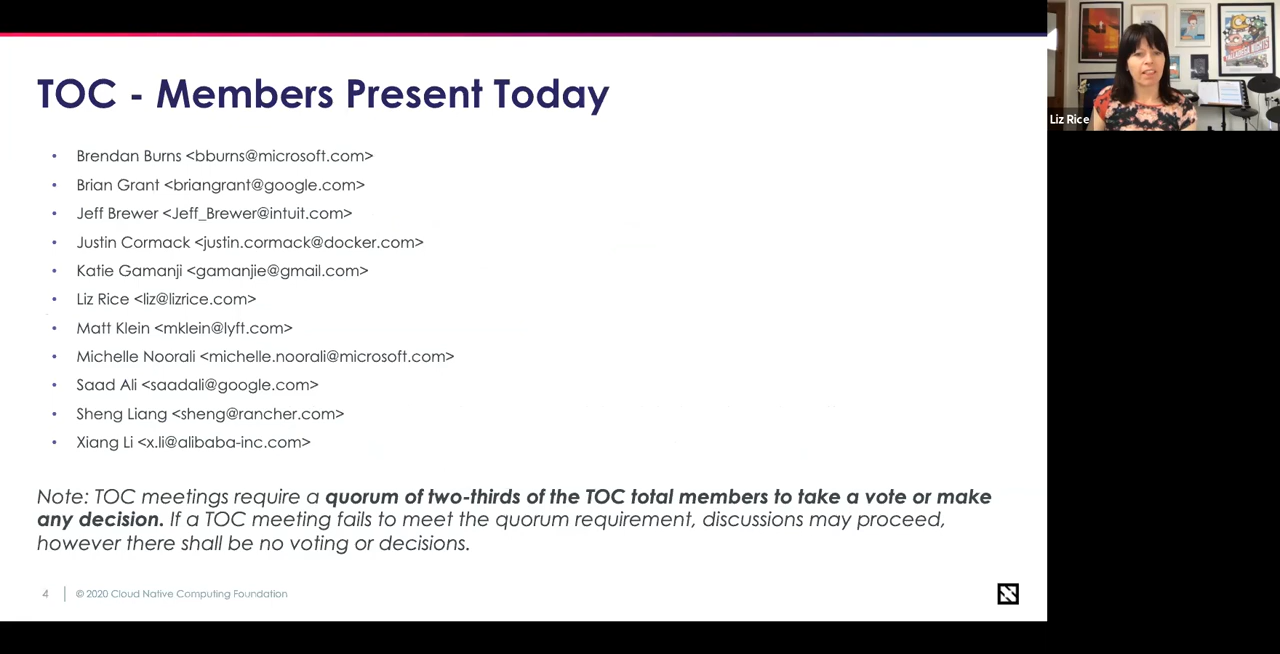 TOC - Members Present Today
• Brendan Burns <bburns@microsoft.com>
• Brian Grant <briangrant@google.com>
• Jeff Brewer <Jeff_Brewer@intuit.com>
• Justin Cormack <justin.cormack@docker.com>
• Katie Gamanji <gamanjie@gmail.com>
• Liz Rice <liz@lizrice.com>
• Matt Klein <mklein@lyft.com>
• Michelle Noorali <michelle.noorali@microsoft.com>
• Saad Ali <saadali@google.com>
• Sheng Liang <sheng@rancher.com>
• Xiang Li <x.li@alibaba-inc.com>
Note: TOC meetings require a quorum of two-thirds of the TOC total members to take a vote or make
any decision. If a TOC meeting fails to meet the quorum requirement, discussions may proceed,
however there shall be no voting or decisions.
4 | © 2020 Cloud Native Computing Foundation
Liz Rice